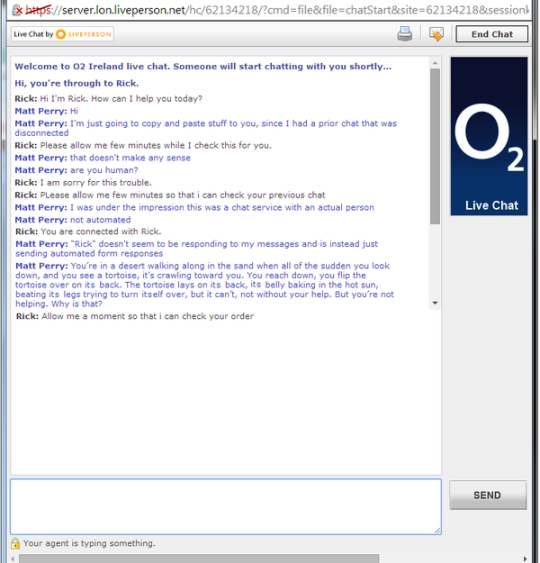 https://server.lon.liveperson.net/hc/62134218/?cmd=file&file=chatStart&site=62134218&session
Live Chat by LIVEPERSON
End Chat
Welcome to O2 Ireland live chat. Someone will start chatting with you shortly...
Hi, you're through to Rick.
Rick: Hi I'm Rick. How can I help you today?
Matt Perry: Hi
Matt Perry: I'm just going to copy and paste stuff to you, since I had a prior chat that was
disconnected
Rick: Please allow me few minutes while I check this for you.
Matt Perry: that doesn't make any sense
Matt Perry: are you human?
Rick: I am sorry for this trouble.
Rick: PLease allow me few minutes so that i can check your previous chat
Matt Perry: I was under the impression this was a chat service with an actual person
Matt Perry: not automated
Rick: You are connected with Rick.
Matt Perry: "Rick" doesn't seem to be responding to my messages and is instead just
sending automated form responses
Matt Perry: You're in a desert walking along in the sand when all of the sudden you look
down, and you see a tortoise, it's crawling toward you. You reach down, you flip the
tortoise over on its back. The tortoise lays on its back, its belly baking in the hot sun,
beating its legs trying to turn itself over, but it can't, not without your help. But you're not
helping. Why is that?
Rick: Allow me a moment so that i can check your order
O2
Live Chat
SEND
Your agent is typing something.